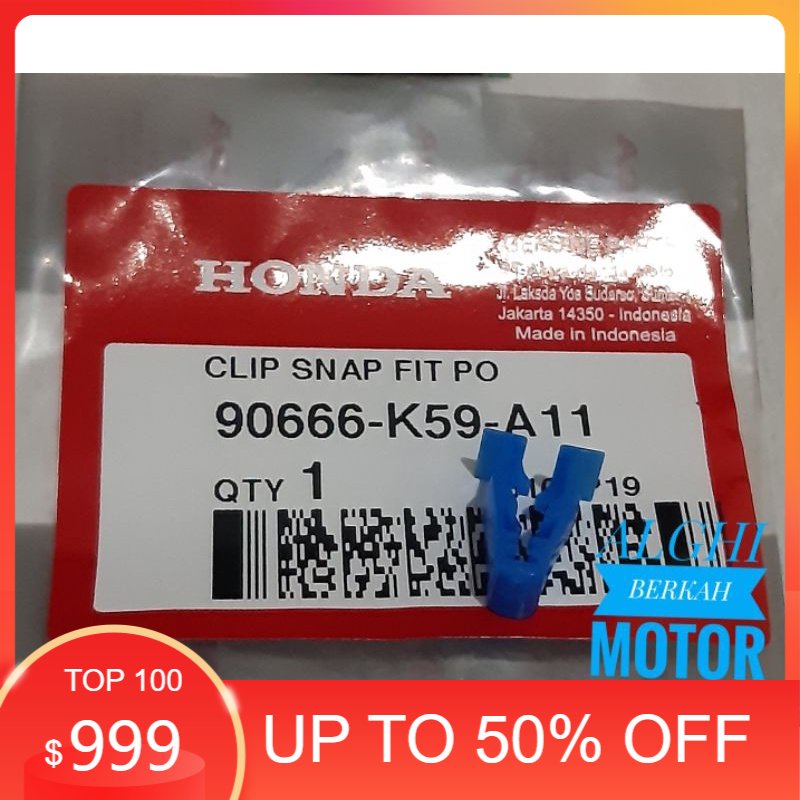 HONDA
Jakarta 14350 - Indonesia
Made in Indonesia
CLIP SNAP FIT PO
90666-K59-A11
QTY 1
19
ALGHI
BERKAH
MOTOR
TOP 100
$ 999
UP TO 50% OFF